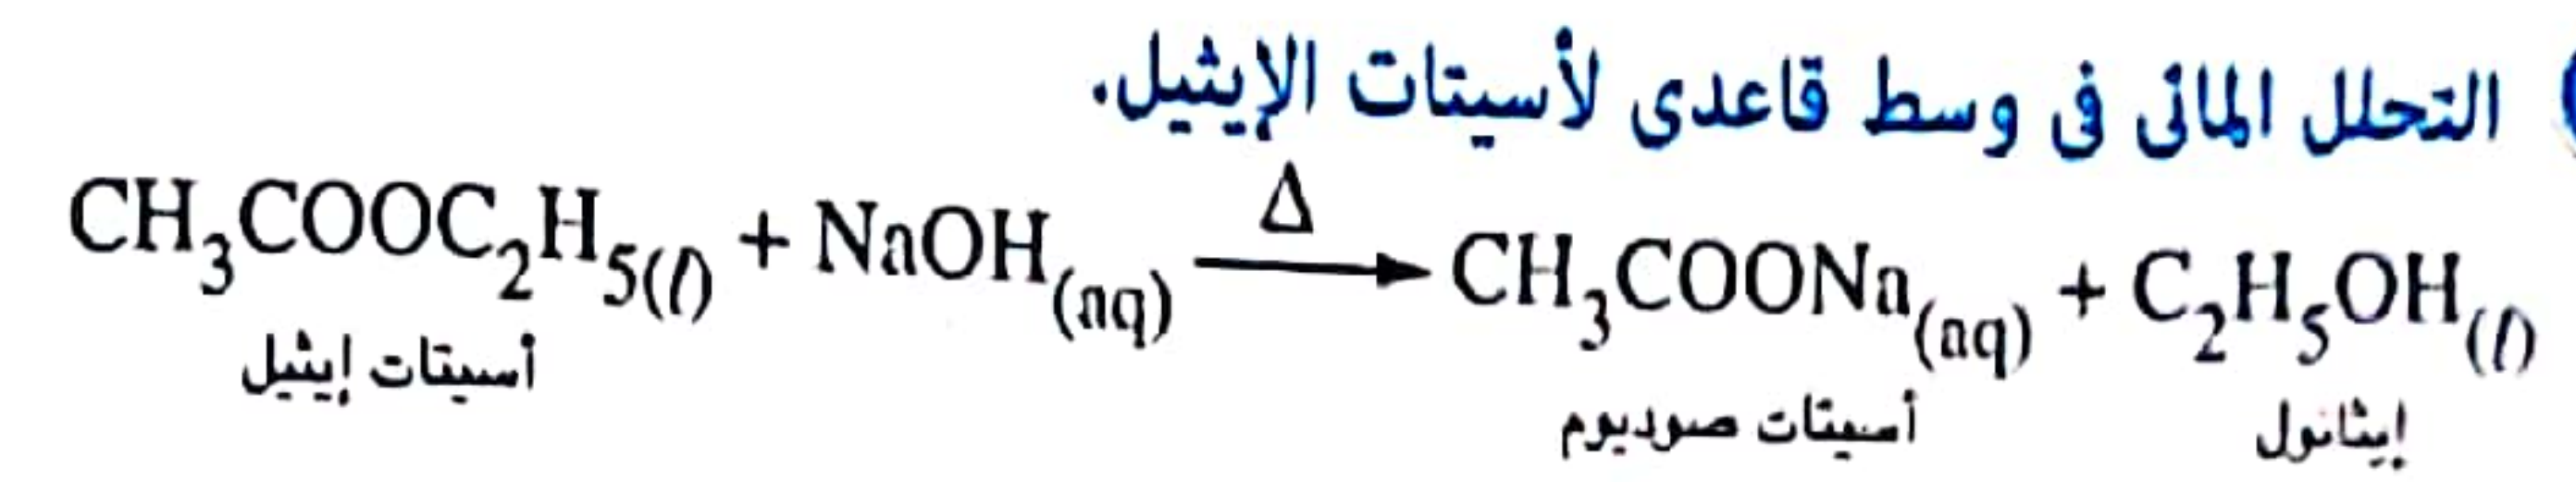 التحلل المائى فى وسط قاعدى لأسيتات الإيثيل.
CH₃COOC₂H₅(l) + NaOH(aq) —Δ→ CH₃COONa(aq) + C₂H₅OH(l)
أسيتات إيثيل
أسيتات صوديوم
إيثانول